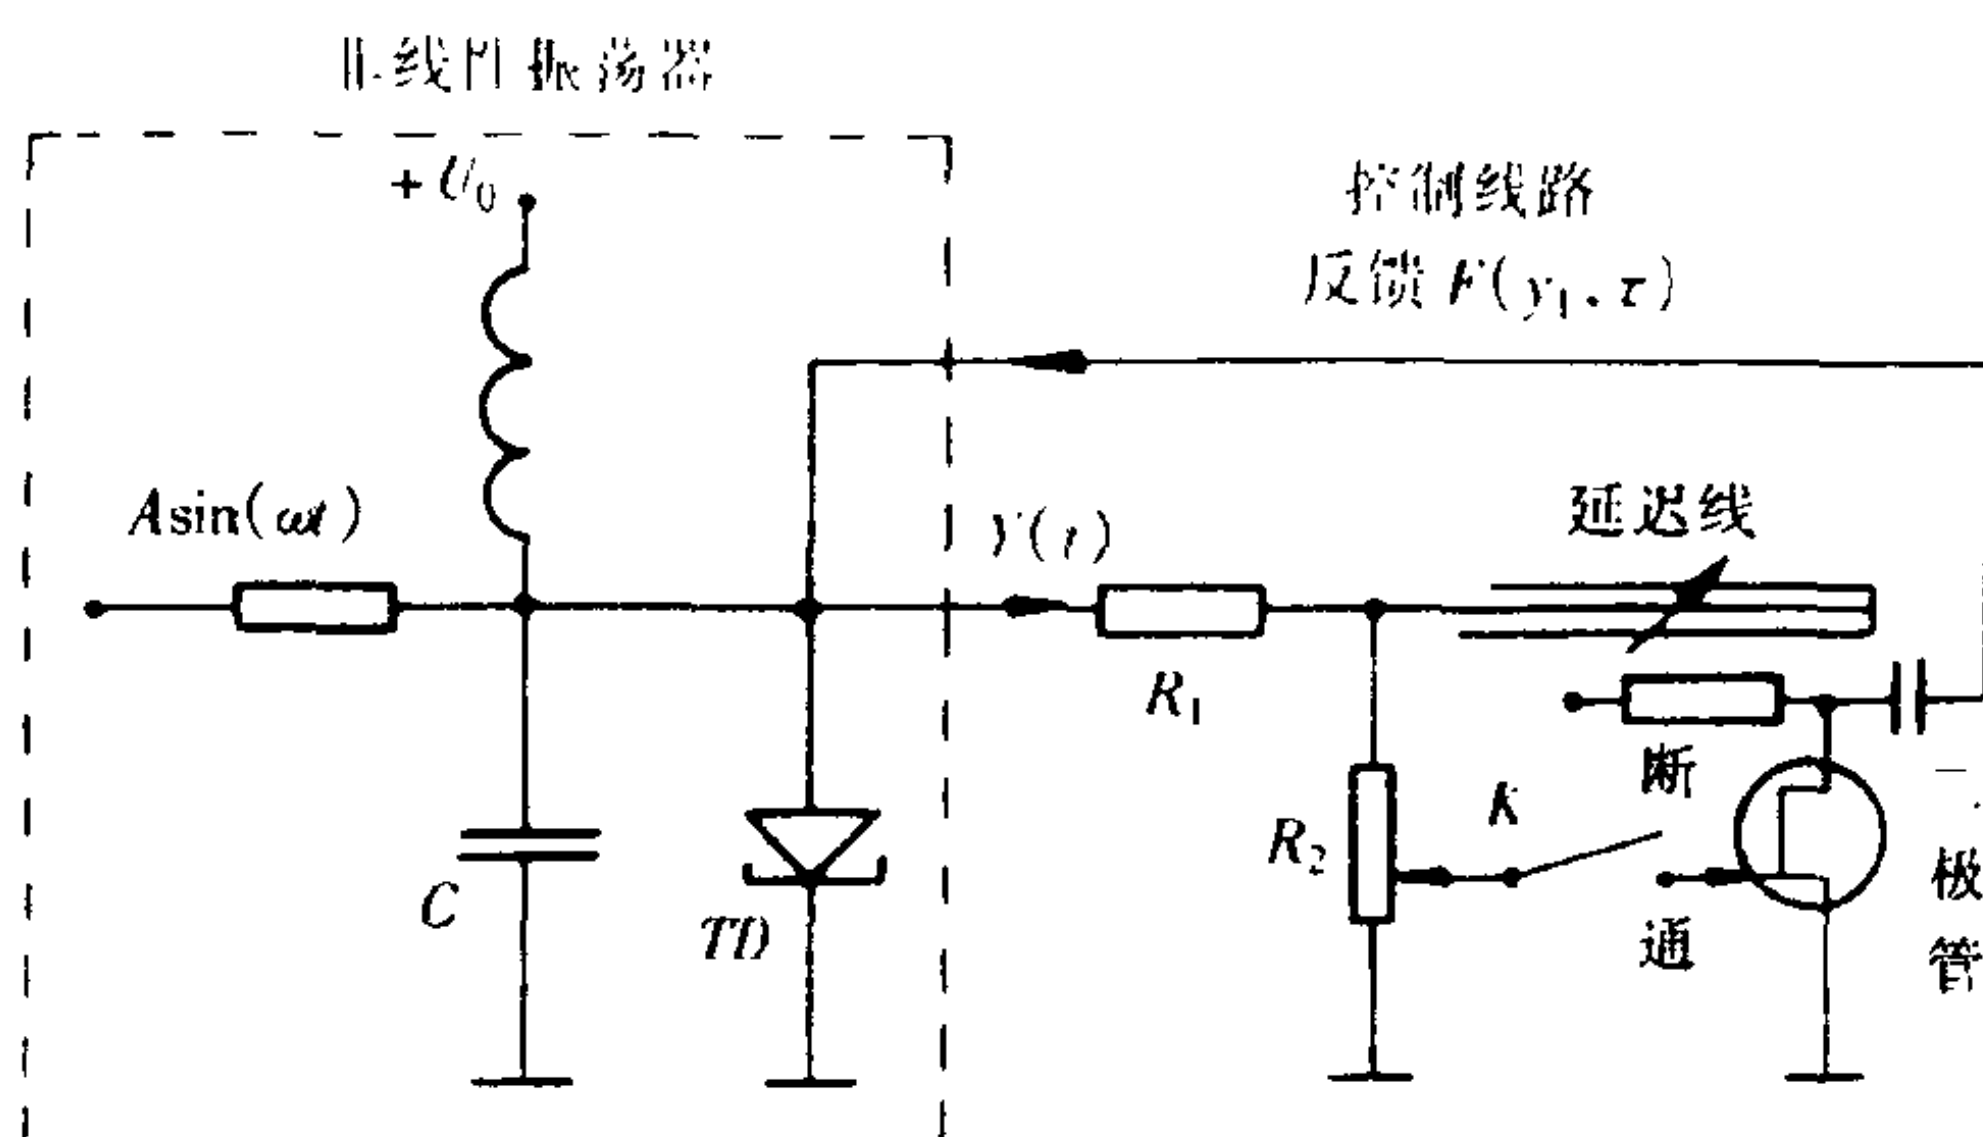 非线性振荡器
+U₀
控制线路
反馈 F(y₁, τ)
Asin(ωt)
Y(t)
延迟线
R₁
断
K
R₂
C
TD
通
极
管